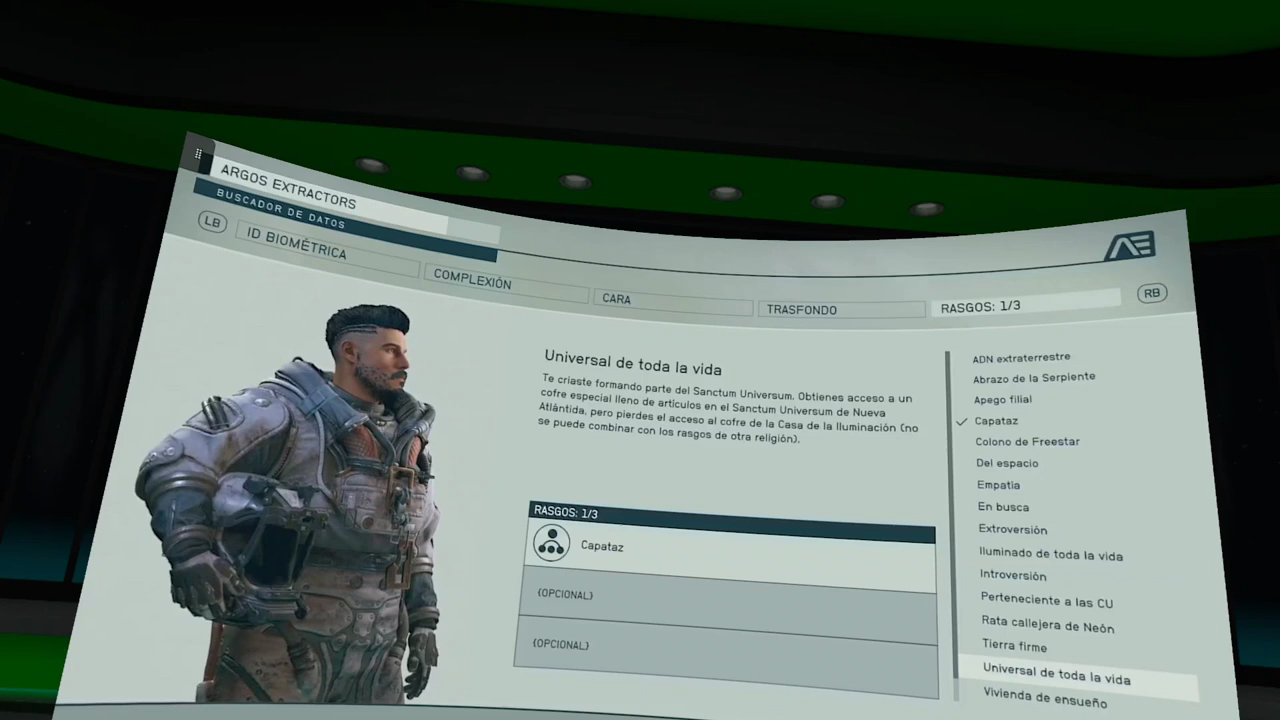 ARGOS EXTRACTORS
BUSCADOR DE DATOS
AE
LB
ID BIOMÉTRICA
COMPLEXIÓN
CARA
TRASFONDO
RASGOS: 1/3
RB
Universal de toda la vida
Te criaste formando parte del Sanctum Universum. Obtienes acceso a un
cofre especial lleno de artículos en el Sanctum Universum de Nueva
Atlántida, pero pierdes el acceso al cofre de la Casa de la Iluminación (no
se puede combinar con los rasgos de otra religión).
RASGOS: 1/3
Capataz
{OPCIONAL}
{OPCIONAL}
ADN extraterrestre
Abrazo de la Serpiente
Apego filial
Capataz
Colono de Freestar
Del espacio
Empatia
En busca
Extroversión
Iluminado de toda la vida
Introversión
Perteneciente a las CU
Rata callejera de Neón
Tierra firme
Universal de toda la vida
Vivienda de ensueño